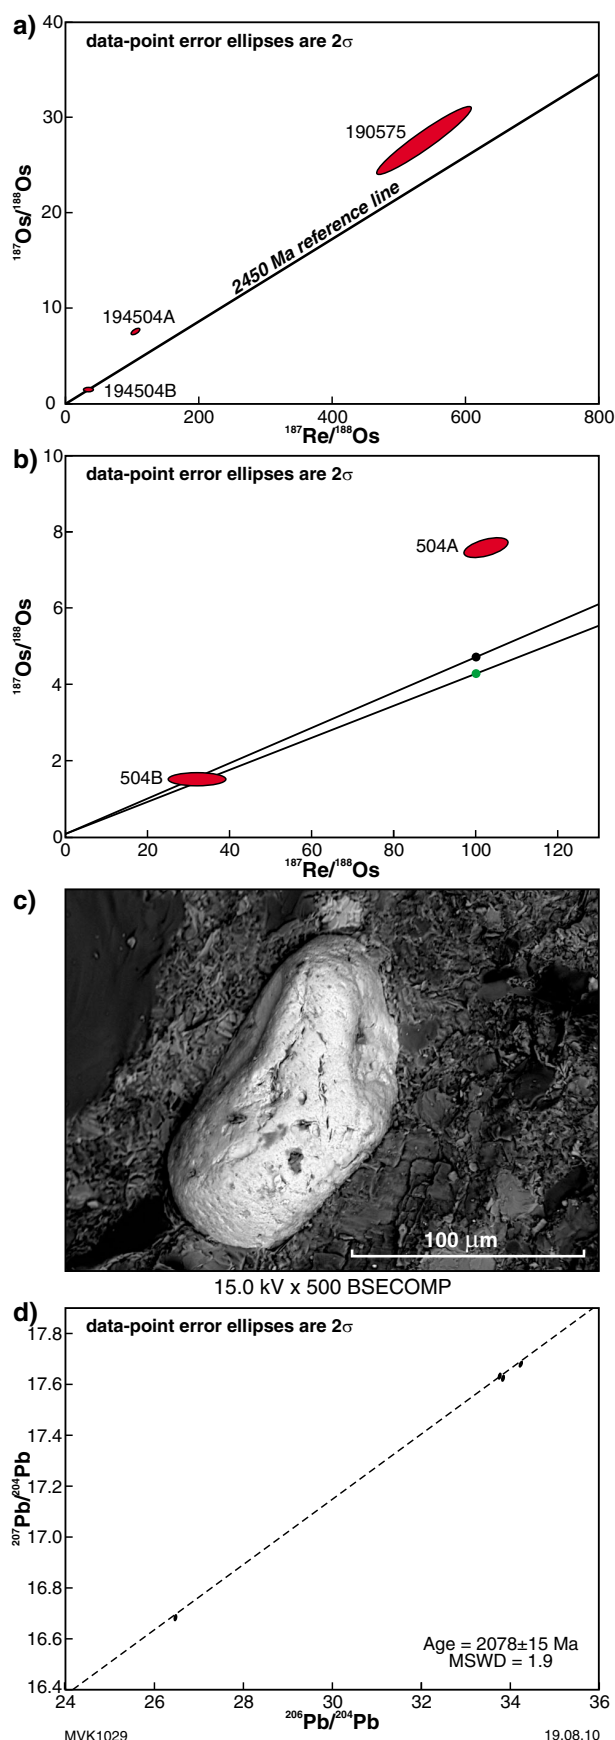 a)
data-point error ellipses are 2σ
40
30
20
10
0
187Os/188Os
190575
2450 Ma reference line
194504A
194504B
0 200 400 600 800
187Re/188Os
b)
data-point error ellipses are 2σ
10
8
6
4
2
0
187Os/188Os
504A
504B
0 20 40 60 80 100 120
187Re/188Os
c)
100 µm
15.0 kV x 500 BSECOMP
d)
data-point error ellipses are 2σ
17.8
17.6
17.4
17.2
17.0
16.8
16.6
16.4
207Pb/204Pb
Age = 2078±15 Ma
MSWD = 1.9
24 26 28 30 32 34 36
206Pb/204Pb
MVK1029
19.08.10